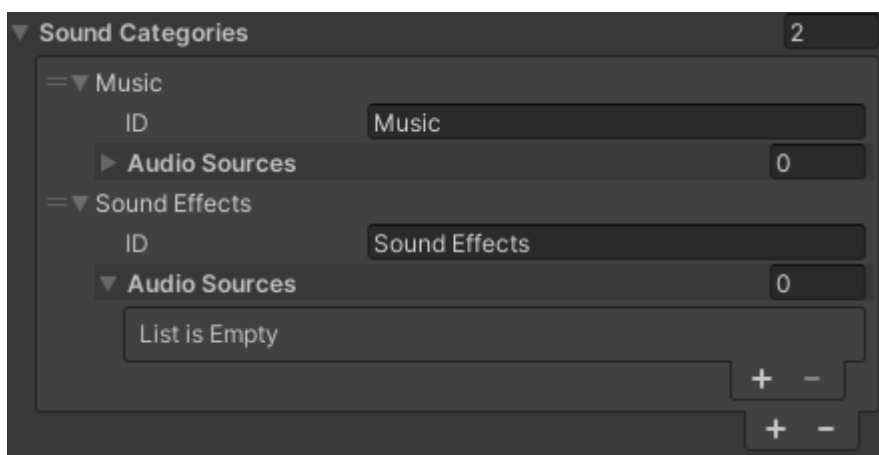 Sound Categories 2
Music
ID Music
Audio Sources 0
Sound Effects
ID Sound Effects
Audio Sources 0
List is Empty
+ −
+ −